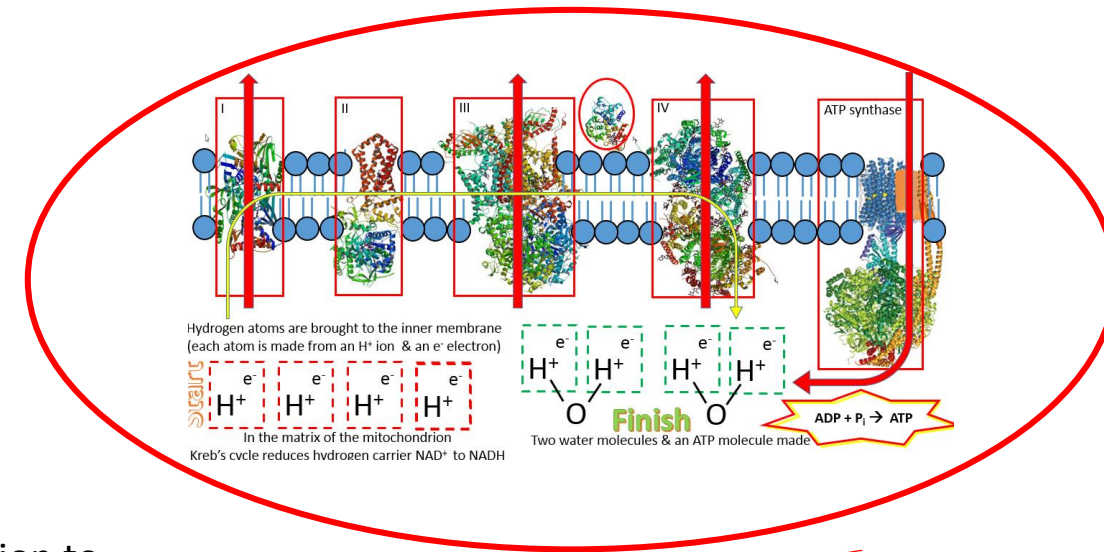 I
II
III
IV
ATP synthase
Hydrogen atoms are brought to the inner membrane
(each atom is made from an H⁺ ion & an e⁻ electron)
Start
e⁻ e⁻ e⁻ e⁻
H⁺ H⁺ H⁺ H⁺
In the matrix of the mitochondrion
Kreb's cycle reduces hydrogen carrier NAD⁺ to NADH
e⁻ e⁻ e⁻ e⁻
H⁺ H⁺ H⁺ H⁺
O Finish O
Two water molecules & an ATP molecule made
ADP + Pᵢ → ATP